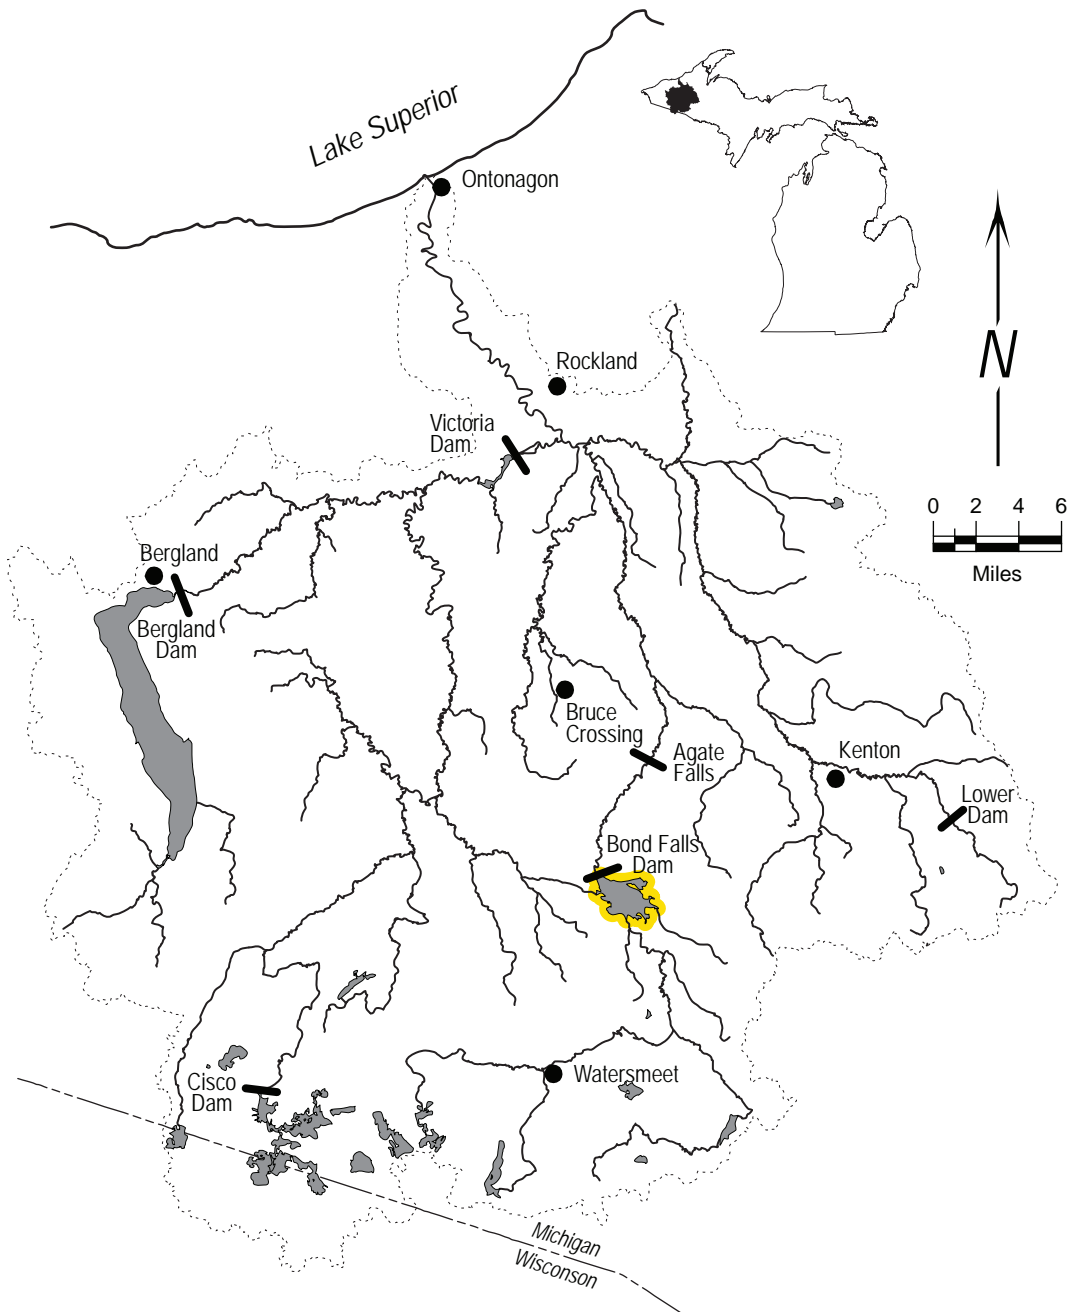 Lake Superior
Ontonagon
N
Rockland
Victoria
Dam
0 2 4 6
Miles
Bergland
Bergland
Dam
Bruce
Crossing
Agate
Falls
Kenton
Lower
Dam
Bond Falls
Dam
Cisco
Dam
Watersmeet
Michigan
Wisconson